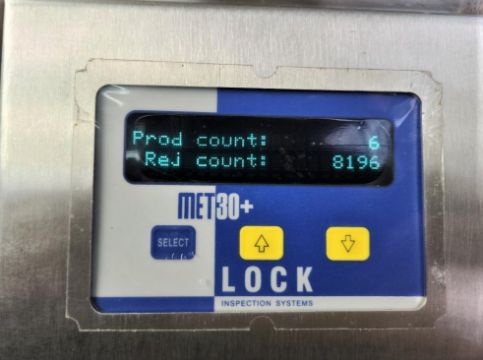 Prod count: 6
Rej count: 8196
MET30+
SELECT
LOCK
INSPECTION SYSTEMS